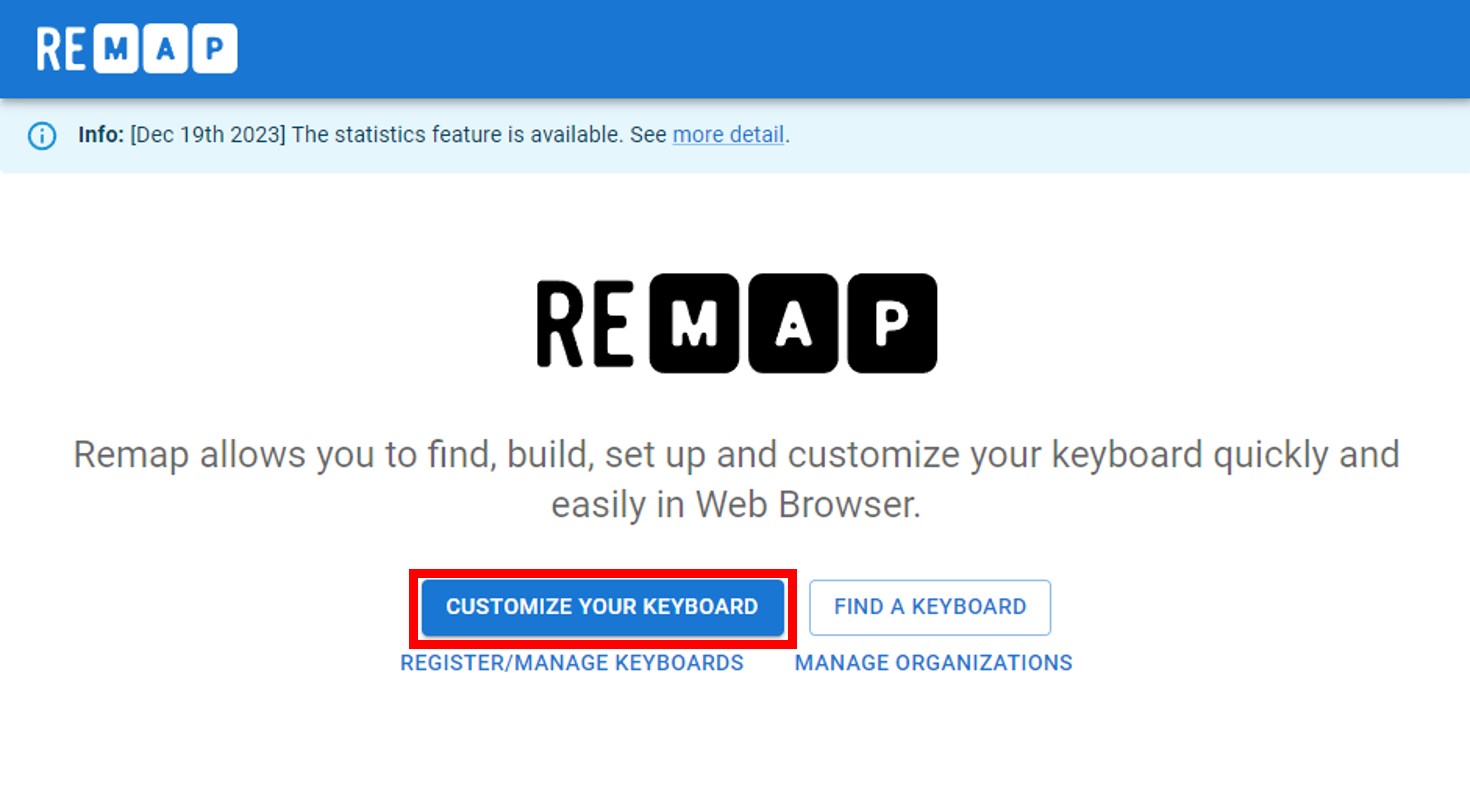 REMAP
Info: [Dec 19th 2023] The statistics feature is available. See more detail.
REMAP
Remap allows you to find, build, set up and customize your keyboard quickly and
easily in Web Browser.
CUSTOMIZE YOUR KEYBOARD FIND A KEYBOARD
REGISTER/MANAGE KEYBOARDS MANAGE ORGANIZATIONS